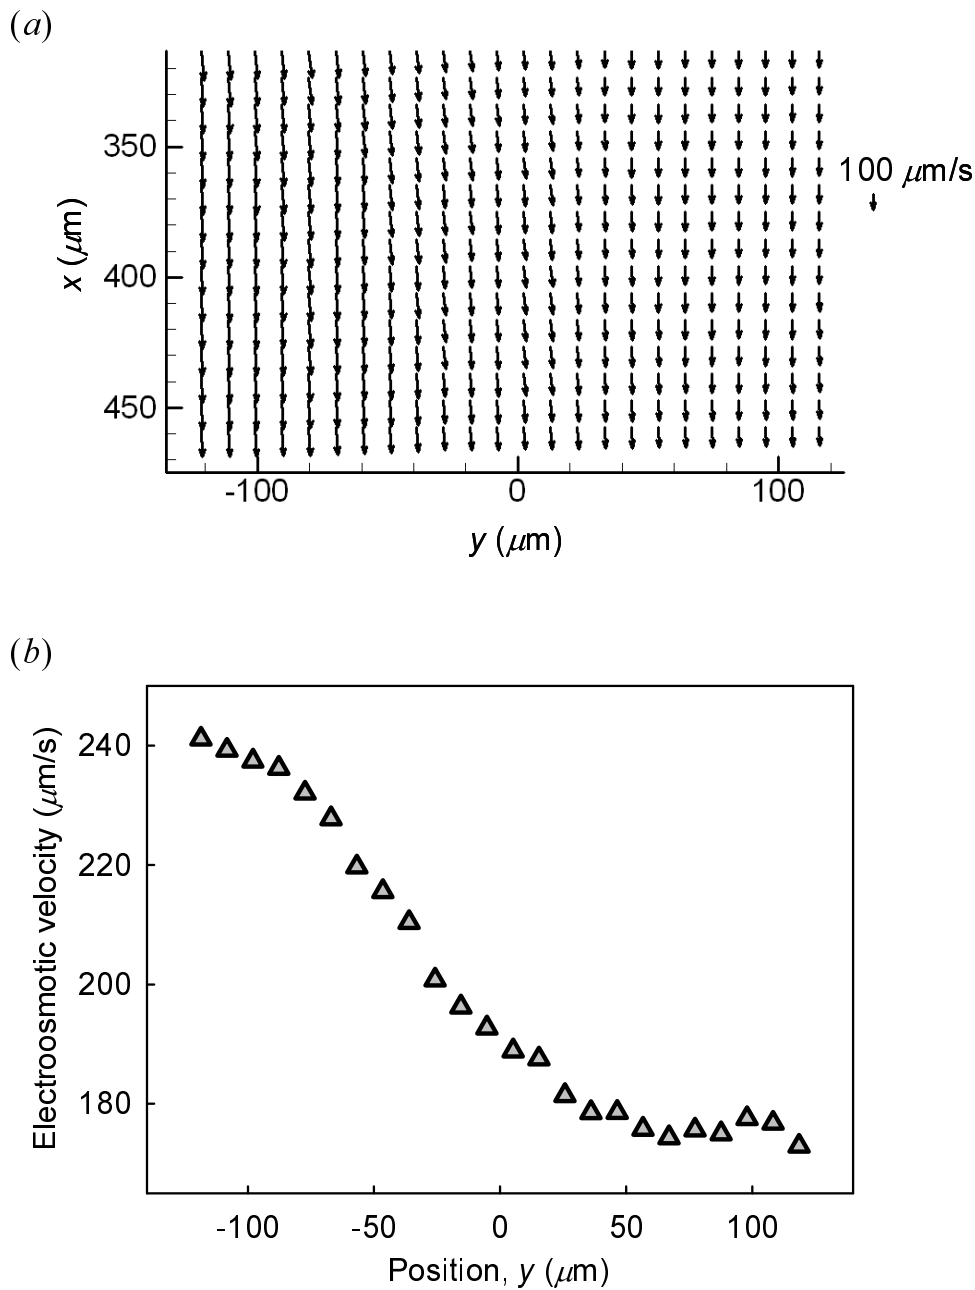 (a)
350
400
450
x (μm)
100 μm/s
-100
0
100
y (μm)
(b)
240
220
200
180
Electroosmotic velocity (μm/s)
-100
-50
0
50
100
Position, y (μm)